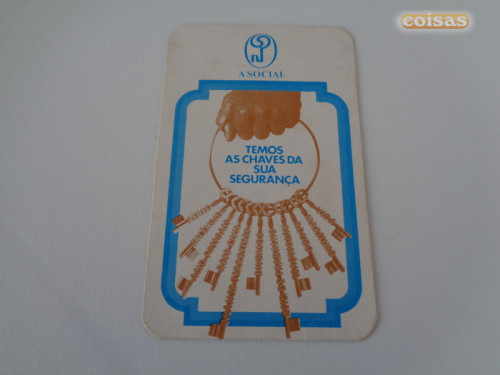 coisas
A SOCIAL
TEMOS
AS CHAVES DA
SUA
SEGURANÇA